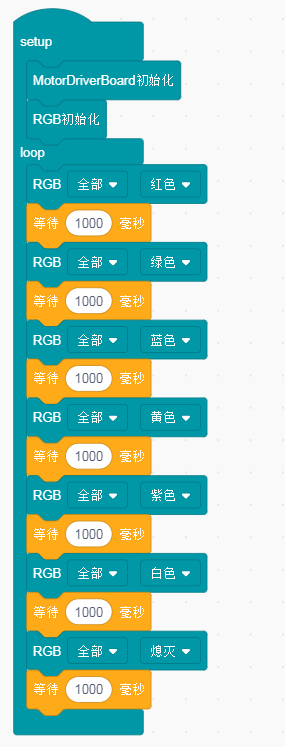 setup
MotorDriverBoard初始化
RGB初始化
loop
RGB 全部 红色
等待 1000 毫秒
RGB 全部 绿色
等待 1000 毫秒
RGB 全部 蓝色
等待 1000 毫秒
RGB 全部 黄色
等待 1000 毫秒
RGB 全部 紫色
等待 1000 毫秒
RGB 全部 白色
等待 1000 毫秒
RGB 全部 熄灭
等待 1000 毫秒